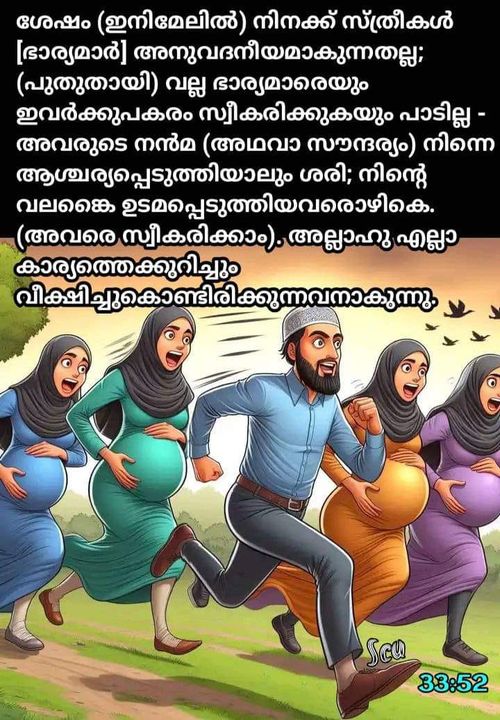 ശേഷം (ഇനിമേലിൽ) നിനക്ക് സ്ത്രീകൾ
[ഭാര്യമാർ] അനുവദനീയമാകുന്നതല്ല;
(പുതുതായി) വല്ല ഭാര്യമാരെയും
ഇവർക്കുപകരം സ്വീകരിക്കുകയും പാടില്ല -
അവരുടെ നൻമ (അഥവാ സൗന്ദര്യം) നിന്നെ
ആശ്ചര്യപ്പെടുത്തിയാലും ശരി; നിന്റെ
വലങ്കൈ ഉടമപ്പെടുത്തിയവരൊഴികെ.
(അവരെ സ്വീകരിക്കാം). അല്ലാഹു എല്ലാ
കാര്യത്തെക്കുറിച്ചും
വീക്ഷിച്ചുകൊണ്ടിരിക്കുന്നവനാകുന്നു.
Scu
33:52